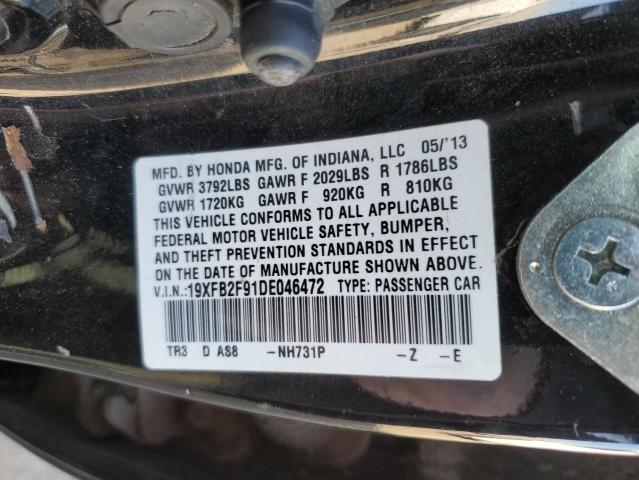 MFD. BY HONDA MFG. OF INDIANA, LLC 05/'13
GVWR 3792LBS GAWR F 2029LBS R 1786LBS
GVWR 1720KG GAWR F 920KG R 810KG
THIS VEHICLE CONFORMS TO ALL APPLICABLE
FEDERAL MOTOR VEHICLE SAFETY, BUMPER,
AND THEFT PREVENTION STANDARDS IN EFFECT
ON THE DATE OF MANUFACTURE SHOWN ABOVE.
V.I.N.: 19XFB2F91DE046472 TYPE: PASSENGER CAR
TR3 D AS8 -NH731P -Z -E